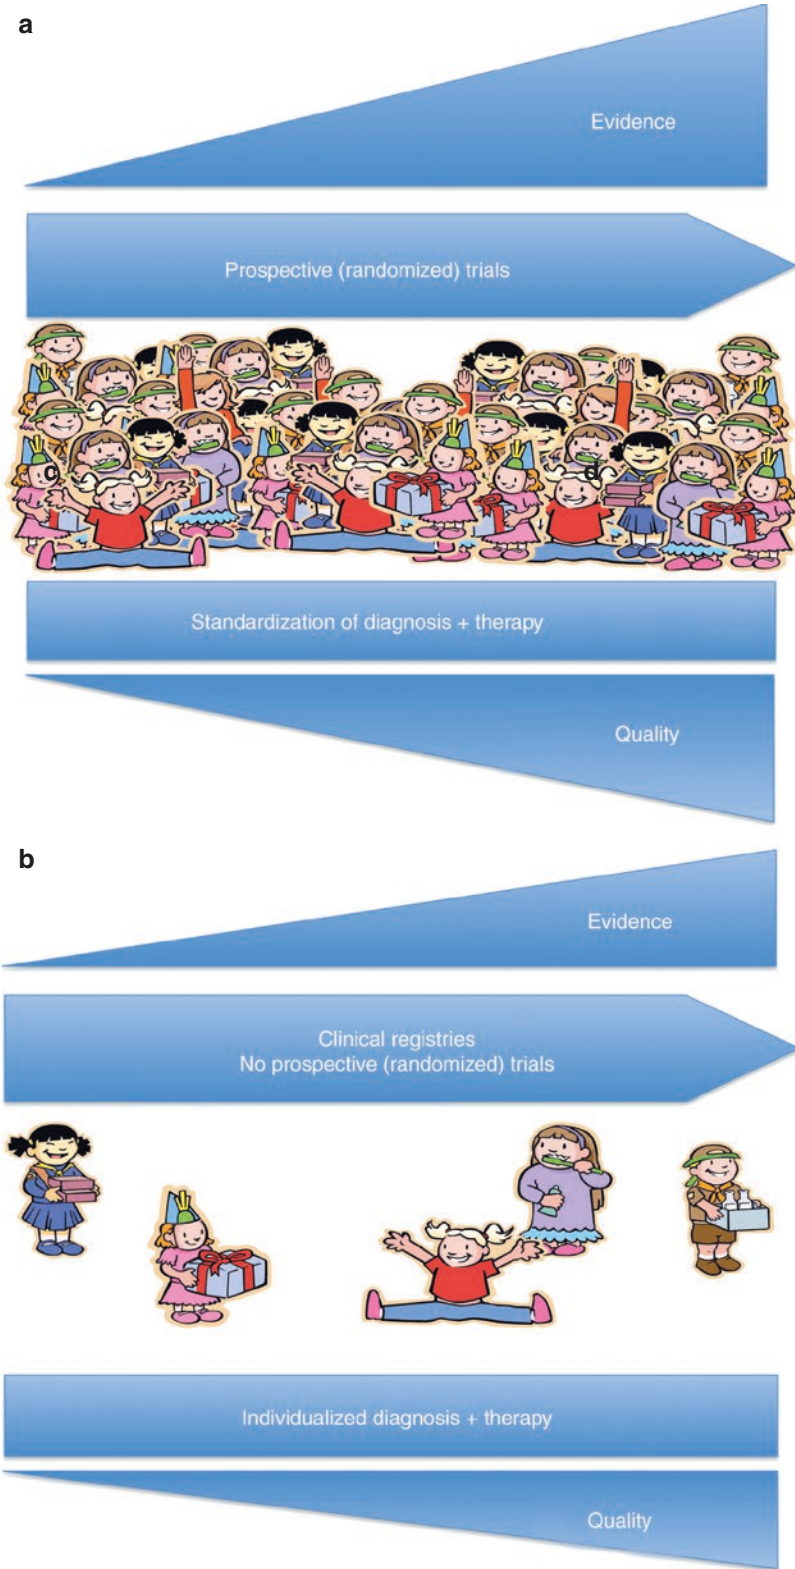 a
Evidence
Prospective (randomized) trials
c
d
Standardization of diagnosis + therapy
Quality
b
Evidence
Clinical registries
No prospective (randomized) trials
Individualized diagnosis + therapy
Quality